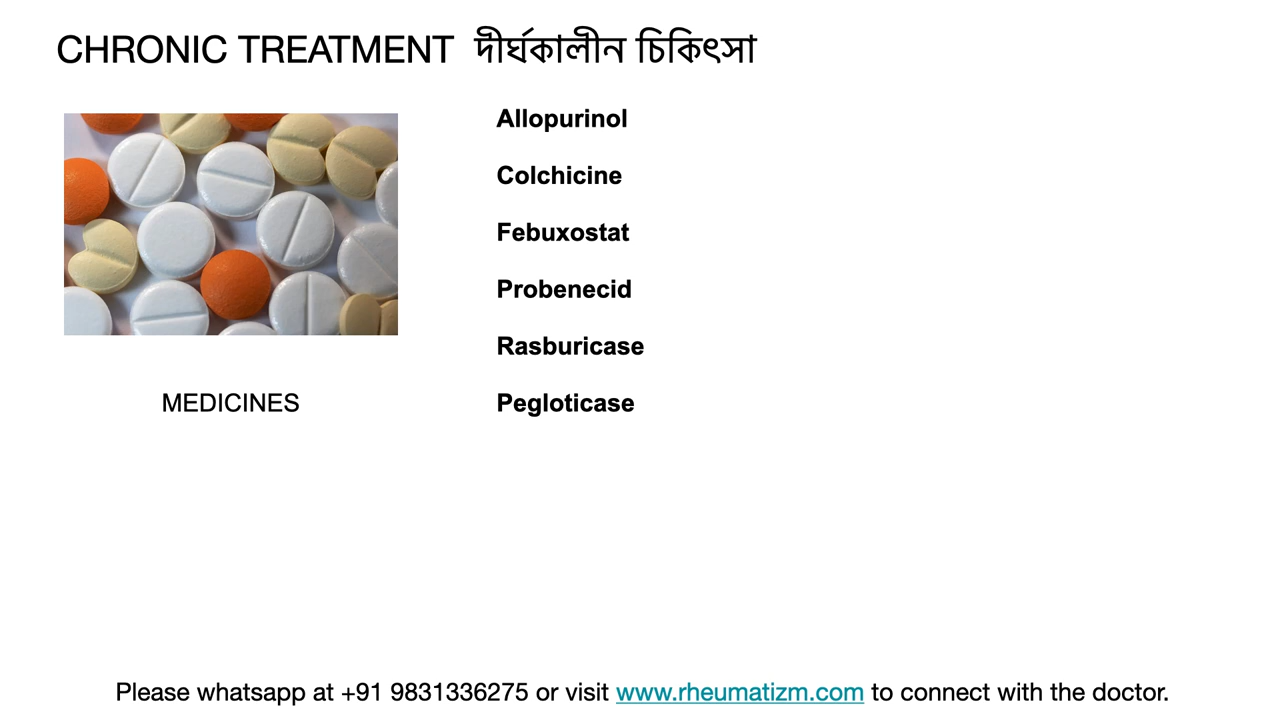 CHRONIC TREATMENT দীর্ঘকালীন চিকিৎসা
Allopurinol
Colchicine
Febuxostat
Probenecid
Rasburicase
MEDICINES
Pegloticase
Please whatsapp at +91 9831336275 or visit www.rheumatizm.com to connect with the doctor.